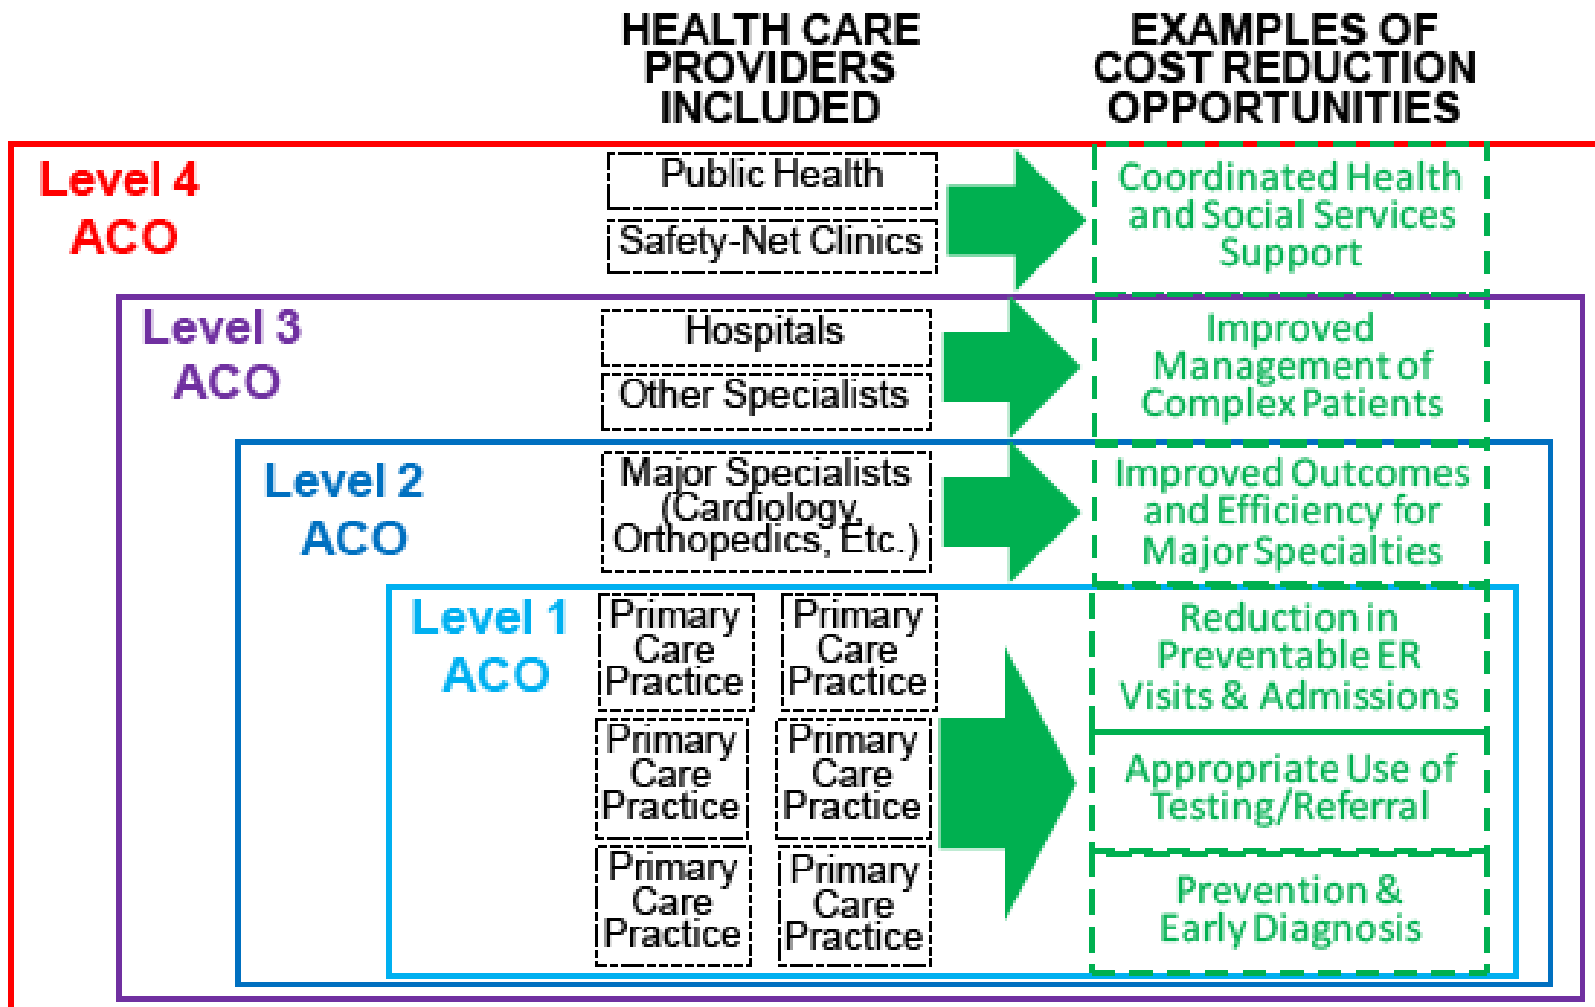 HEALTH CARE
PROVIDERS
INCLUDED
EXAMPLES OF
COST REDUCTION
OPPORTUNITIES
Level 4
ACO
Public Health
Safety-Net Clinics
Coordinated Health
and Social Services
Support
Level 3
ACO
Hospitals
Other Specialists
Improved
Management of
Complex Patients
Level 2
ACO
Major Specialists
(Cardiology,
Orthopedics, Etc.)
Improved Outcomes
and Efficiency for
Major Specialties
Level 1
ACO
Primary
Care
Practice
Primary
Care
Practice
Primary
Care
Practice
Primary
Care
Practice
Primary
Care
Practice
Primary
Care
Practice
Reduction in
Preventable ER
Visits & Admissions
Appropriate Use of
Testing/Referral
Prevention &
Early Diagnosis